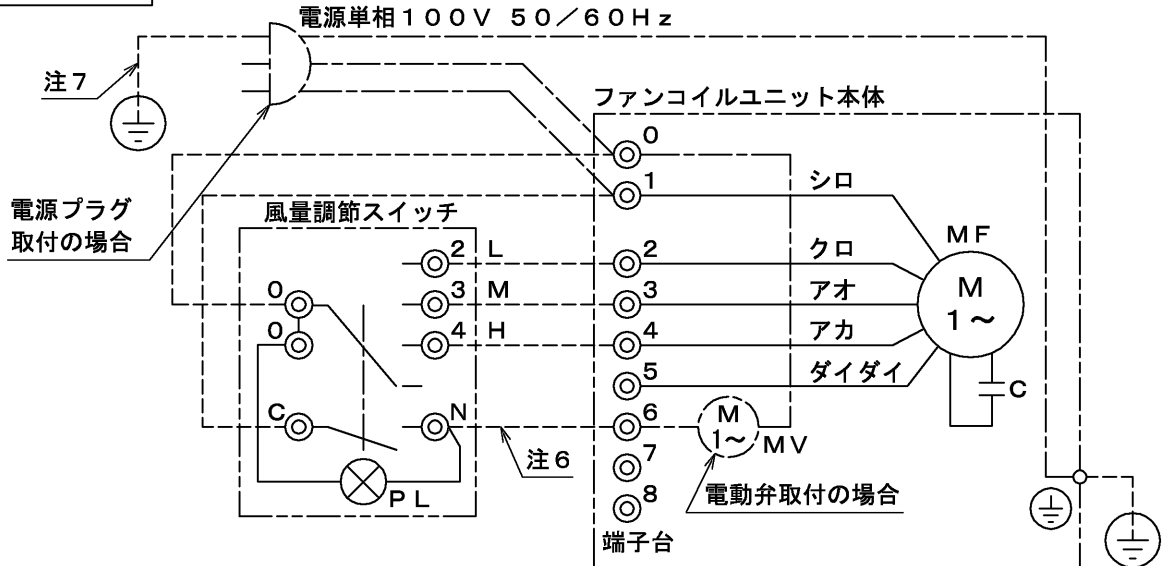 電源単相１００Ｖ ５０／６０Ｈｚ
注７
ファンコイルユニット本体
電源プラグ
取付の場合
風量調節スイッチ
0
1
シロ
ＭＦ
2 Ｌ
2
クロ
0
3 Ｍ
3
アオ
Ｍ
1～
0
4 Ｈ
4
アカ
5
ダイダイ
Ｃ
Ｃ
Ｎ
6
Ｍ
1～
ＭＶ
注６
7
ＰＬ
8
電動弁取付の場合
端子台